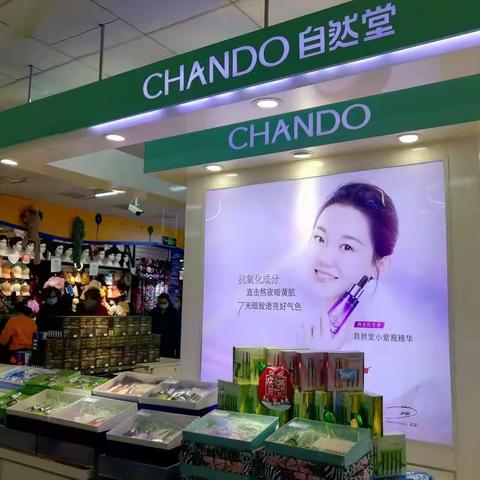 CHANDO 自然堂
CHANDO
抗氧化成分
直击熬夜暗黄肌
7天细致透亮好气色
自然堂小紫瓶精华